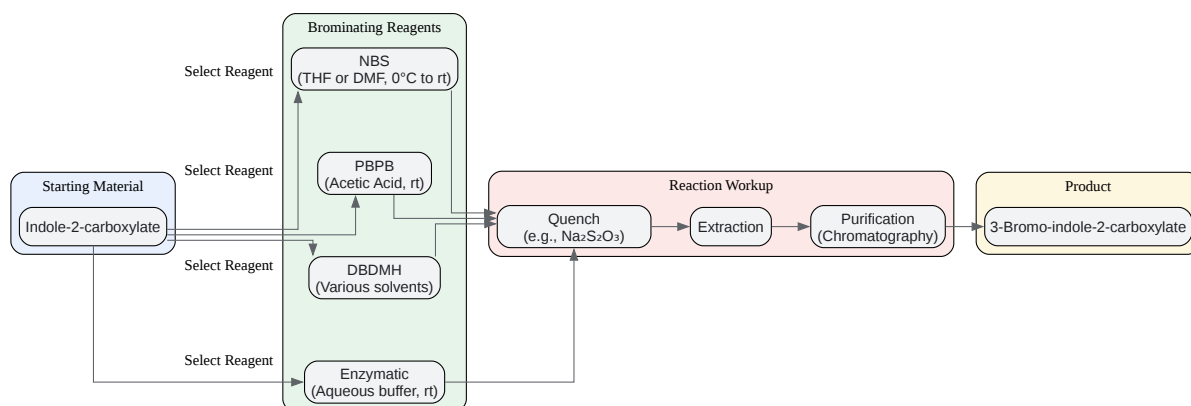 Brominating Reagents
Select Reagent
NBS
(THF or DMF, 0°C to rt)
Select Reagent
PBPB
(Acetic Acid, rt)
Starting Material
Indole-2-carboxylate
Select Reagent
DBDMH
(Various solvents)
Select Reagent
Enzymatic
(Aqueous buffer, rt)
Reaction Workup
Quench
(e.g., Na₂S₂O₃)
Extraction
Purification
(Chromatography)
Product
3-Bromo-indole-2-carboxylate